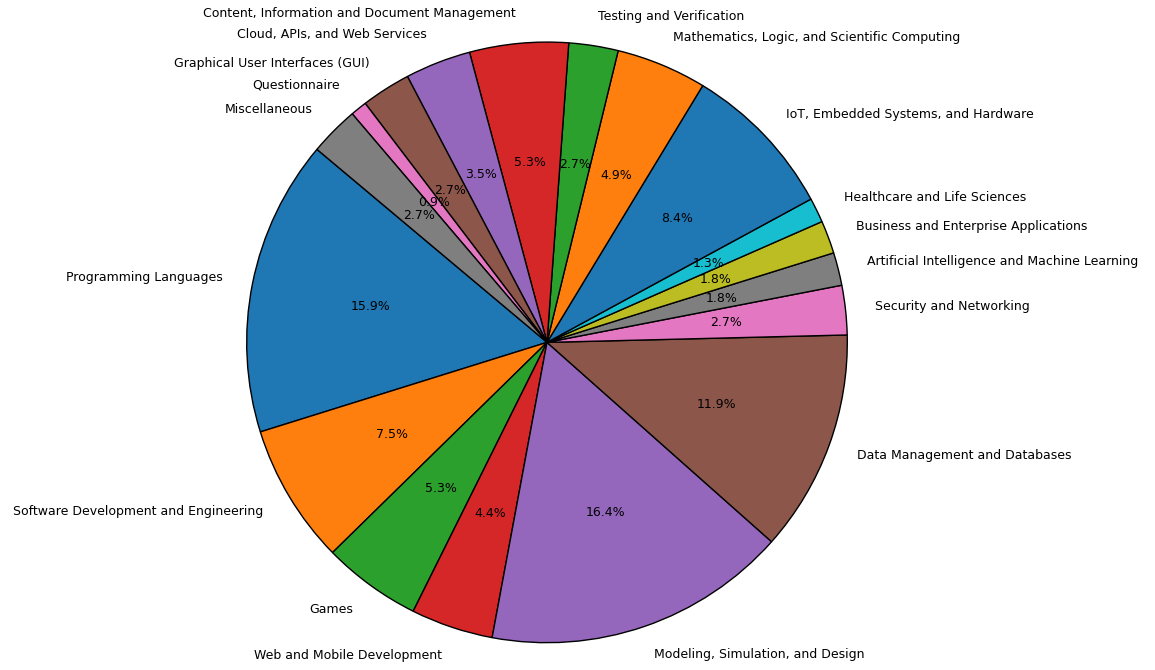 Content, Information and Document Management
Testing and Verification
Cloud, APIs, and Web Services
Mathematics, Logic, and Scientific Computing
Graphical User Interfaces (GUI)
Questionnaire
Miscellaneous
IoT, Embedded Systems, and Hardware
5.3%
2.7%
3.5%
4.9%
2.7%
0.9%
2.7%
8.4%
Healthcare and Life Sciences
Business and Enterprise Applications
Artificial Intelligence and Machine Learning
1.3%
1.8%
1.8%
Programming Languages
15.9%
2.7%
Security and Networking
11.9%
7.5%
Data Management and Databases
5.3%
4.4%
16.4%
Software Development and Engineering
Games
Web and Mobile Development
Modeling, Simulation, and Design